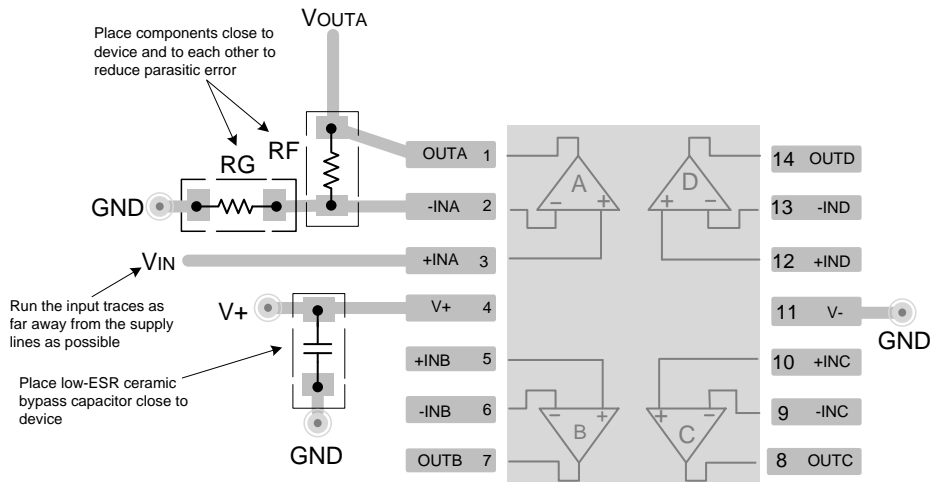 VOUTA
Place components close to
device and to each other to
reduce parasitic error
RF
RG
GND
OUTA 1
-INA 2
VIN
+INA 3
Run the input traces as
far away from the supply
lines as possible
V+
V+ 4
+INB 5
Place low-ESR ceramic
bypass capacitor close to
device
-INB 6
GND
OUTB 7
A
D
B
C
− +
+ −
− +
+ −
14 OUTD
13 -IND
12 +IND
11 V-
GND
10 +INC
9 -INC
8 OUTC